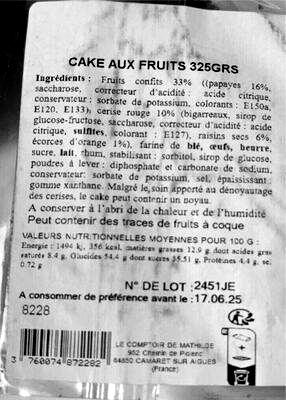 CAKE AUX FRUITS 325GRS
Ingrédients : Fruits confits 33% ((papayes 16%,
saccharose, correcteur d'acidité : acide citrique,
conservateur : sorbate de potassium, colorants : E150a,
E120, E133), cerise rouge 10% (bigarreaux, sirop de
glucose-fructose, saccharose, correcteur d'acidité : acide
citrique, sulfites, colorant : E127), raisins secs 6%,
écorces d'orange 1%), farine de blé, œufs, beurre,
sucre, lait, rhum, stabilisant : sorbitol, sirop de glucose,
poudres à lever : diphosphate et carbonate de sodium,
conservateur: sorbate de potassium, sel, épaississant :
gomme xanthane. Malgré le soin apporté au dénoyautage
des cerises, le cake peut contenir un noyau.
A conserver à l'abri de la chaleur et de l'humidité
Peut contenir des traces de fruits à coque
VALEURS NUTRITIONNELLES MOYENNES POUR 100 G :
Energie : 1494 kj, 356 kcal, matières grasses 12.9 g dont acides gras
saturés 8.4 g, Glucides 54.4 g dont sucres 35.51 g, Protéines 4.4 g, sel
0.72 g
N° DE LOT :2451JE
A consommer de préférence avant le :17.06.25
8228
LE COMPTOIR DE MATHILDE
962 Chemin de Piolenc
84850 CAMARET SUR AIGUES
(France)
3 760074 872282